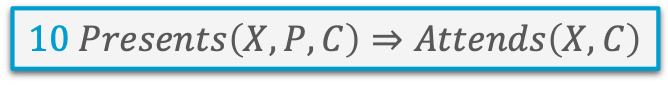 10 Presents(X, P, C) ⇒ Attends(X, C)